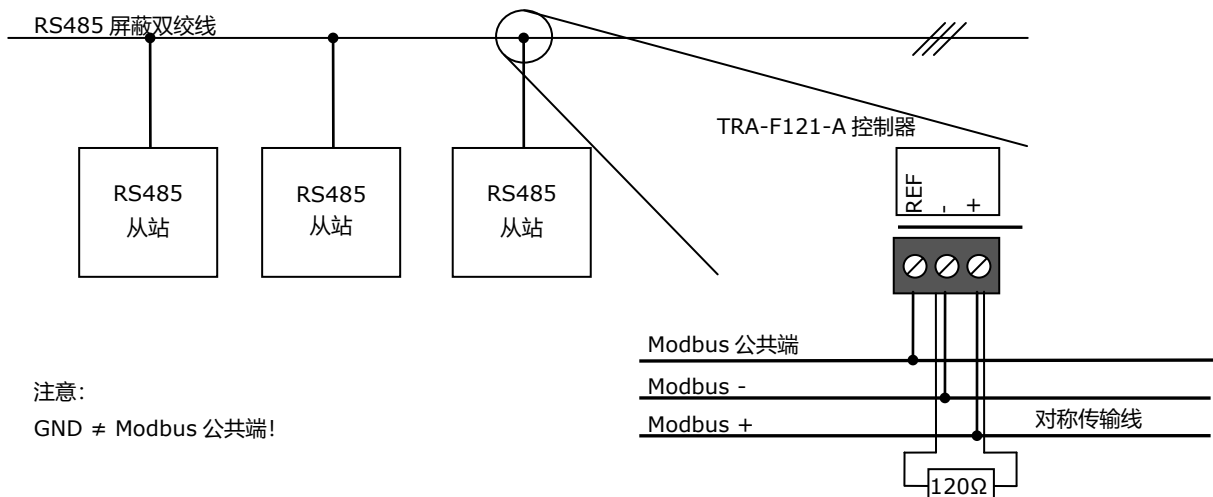 RS485 屏蔽双绞线
TRA-F121-A 控制器
RS485
从站
RS485
从站
RS485
从站
REF
-
+
Modbus 公共端
Modbus -
Modbus +
对称传输线
120Ω
注意:
GND ≠ Modbus 公共端!